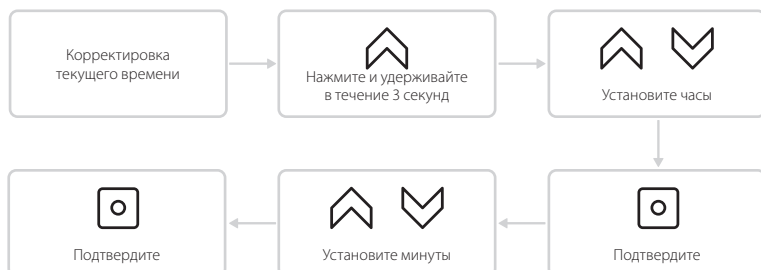 Корректировка
текущего времени
Нажмите и удерживайте
в течение 3 секунд
Установите часы
Подтвердите
Установите минуты
Подтвердите